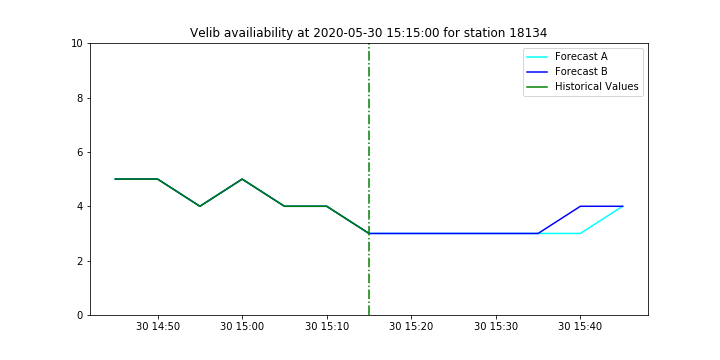 Velib availiability at 2020-05-30 15:15:00 for station 18134
10
8
6
4
2
0
Forecast A
Forecast B
Historical Values
30 14:50 30 15:00 30 15:10 30 15:20 30 15:30 30 15:40